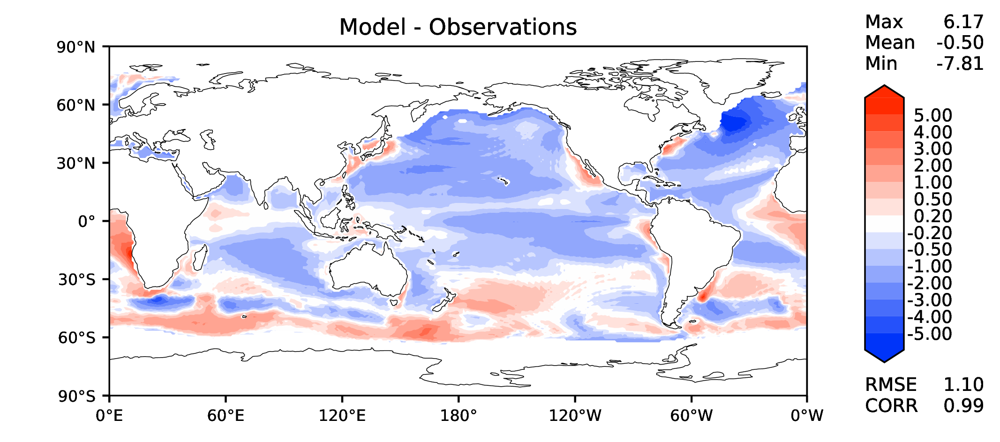 Model - Observations
Max 6.17
Mean -0.50
Min -7.81
90°N
60°N
30°N
0°
30°S
60°S
90°S
0°E 60°E 120°E 180° 120°W 60°W 0°W
5.00
4.00
3.00
2.00
1.00
0.50
0.20
-0.20
-0.50
-1.00
-2.00
-3.00
-4.00
-5.00
RMSE 1.10
CORR 0.99